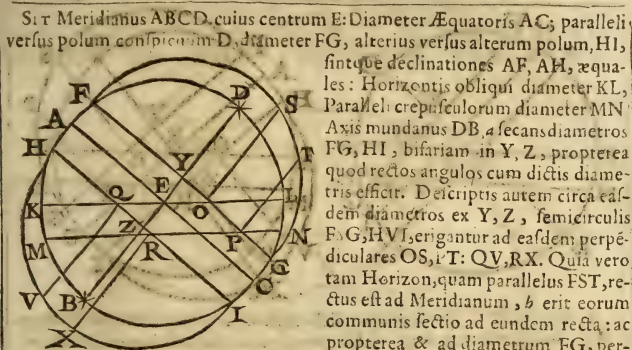 SIT Meridianus ABCD, cuius centrum E: Diameter Æquatoris AC; paralleli
verſus polum conſpicuum D, diameter FG, alterius verſus alterum polum, HI,
ſintque declinationes AF, AH, æqua-
les: Horizontis obliqui diameter KL,
Paralleli crepuſculorum diameter MN
Axis mundanus DB, a ſecans diametros
FG, HI, bifariam in Y, Z, propterea
quod rectos angulos cum dictis diame-
tris efficit. Deſcriptis autem circa eaſ-
dem diametros ex Y, Z, ſemicirculis
FSG, HVI, erigantur ad eaſdem perpē-
diculares OS, PT: QV, RX. Quia vero
tam Horizon, quam parallelus FST, re-
ctus eſt ad Meridianum, b erit eorum
communis ſectio ad eundem recta: ac
propterea & ad diametrum FG, per-
F
D
S
A
H
Y
T
E
Q
O
L
K
Z
P
N
M
R
G
C
V
B
I
X